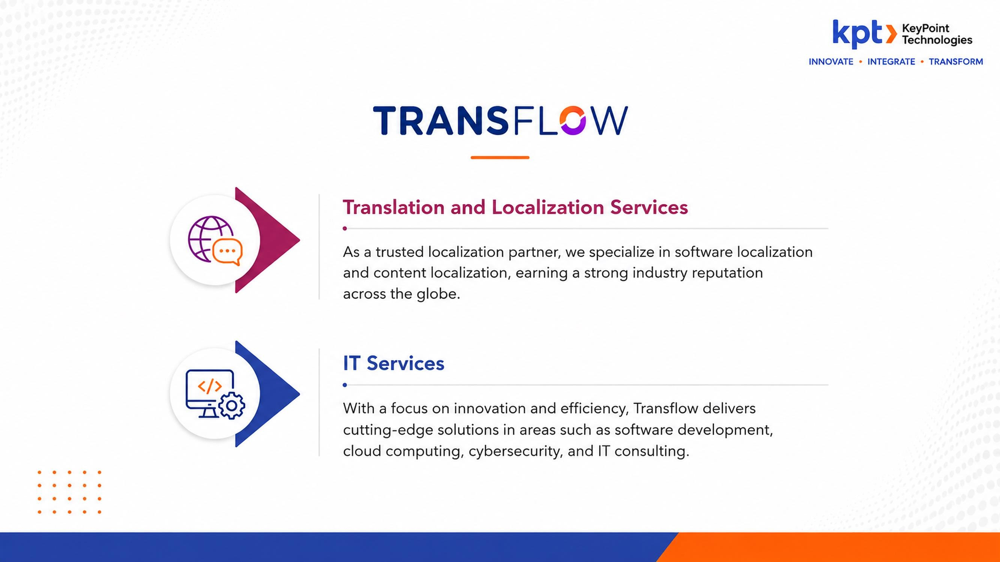 kpt KeyPoint
Technologies
INNOVATE • INTEGRATE • TRANSFORM
TRANSFLOW
Translation and Localization Services
As a trusted localization partner, we specialize in software localization
and content localization, earning a strong industry reputation
across the globe.
</>
IT Services
With a focus on innovation and efficiency, Transflow delivers
cutting-edge solutions in areas such as software development,
cloud computing, cybersecurity, and IT consulting.